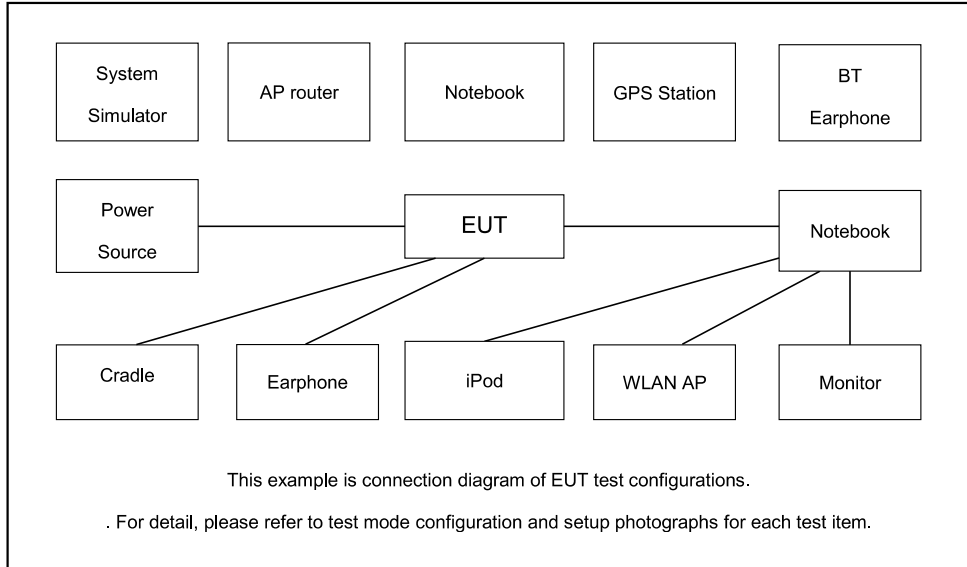 System
Simulator
AP router
Notebook
GPS Station
BT
Earphone
Power
Source
EUT
Notebook
Cradle
Earphone
iPod
WLAN AP
Monitor
This example is connection diagram of EUT test configurations.
. For detail, please refer to test mode configuration and setup photographs for each test item.